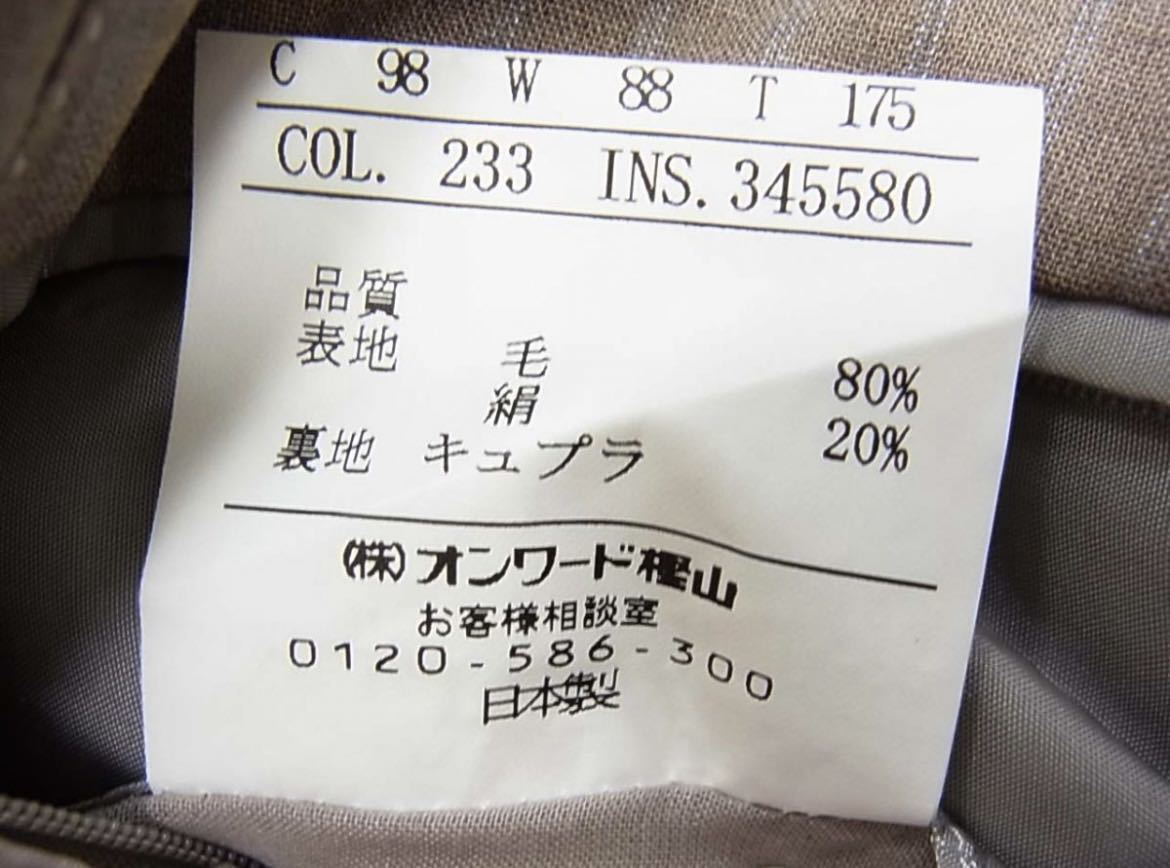 C 98 W 88 T 175
COL. 233 INS. 345580
品質
表地 毛 80%
絹 20%
裏地 キュプラ
(株)オンワード樫山
お客様相談室
0120-586-300
日本製